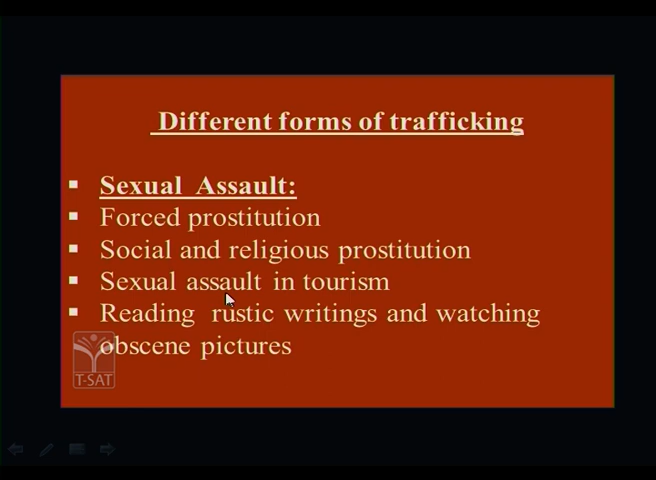 Different forms of trafficking
Sexual Assault:
Forced prostitution
Social and religious prostitution
Sexual assault in tourism
Reading rustic writings and watching
obscene pictures
T-SAT